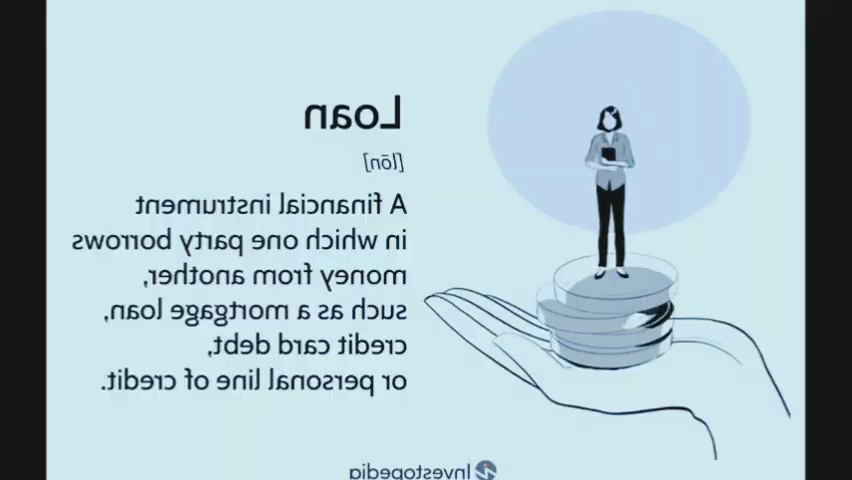 Loan
[lōn]
A financial instrument
in which one party borrows
money from another,
such as a mortgage loan,
credit card debt,
or personal line of credit.
Investopedia